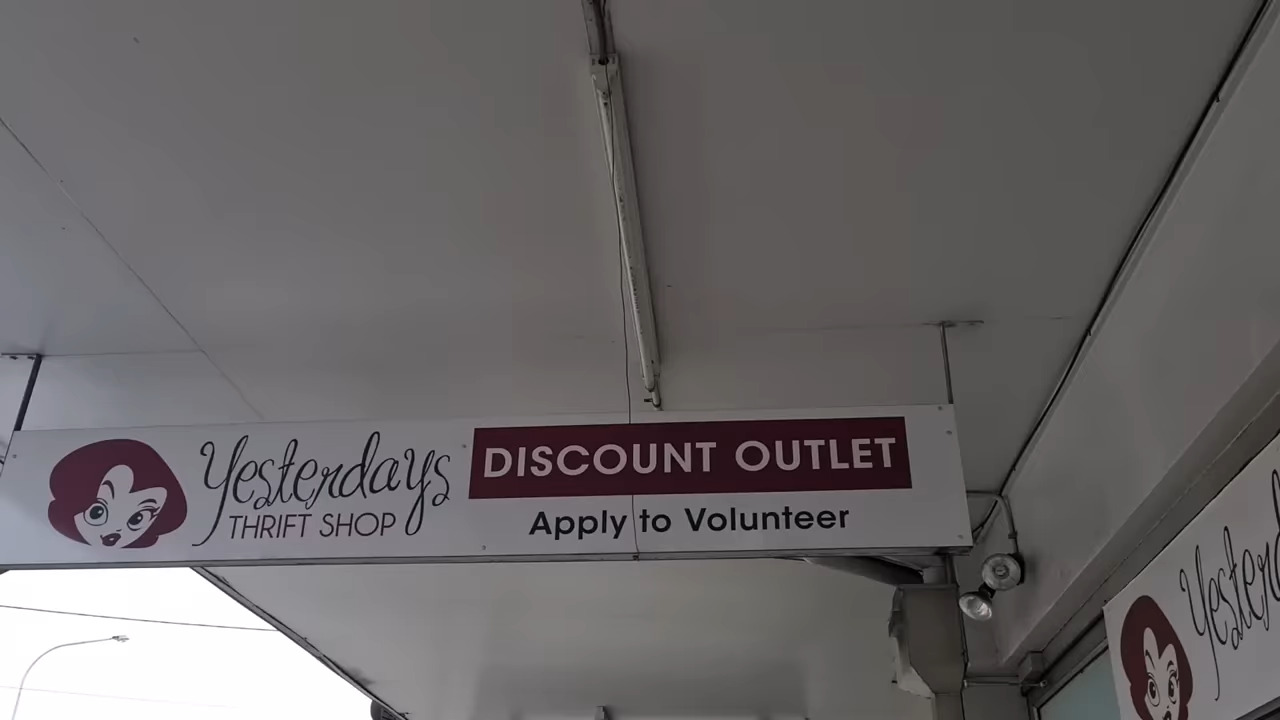 Yesterdays
THRIFT SHOP
DISCOUNT OUTLET
Apply to Volunteer